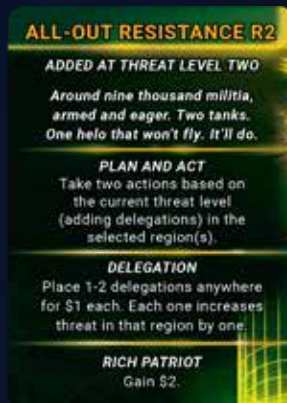 ALL-OUT RESISTANCE R2
ADDED AT THREAT LEVEL TWO
Around nine thousand militia,
armed and eager. Two tanks.
One helo that won't fly. It'll do.
PLAN AND ACT
Take two actions based on
the current threat level
(adding delegations) in the
selected region(s).
DELEGATION
Place 1-2 delegations anywhere
for $1 each. Each one increases
threat in that region by one.
RICH PATRIOT
Gain $2.